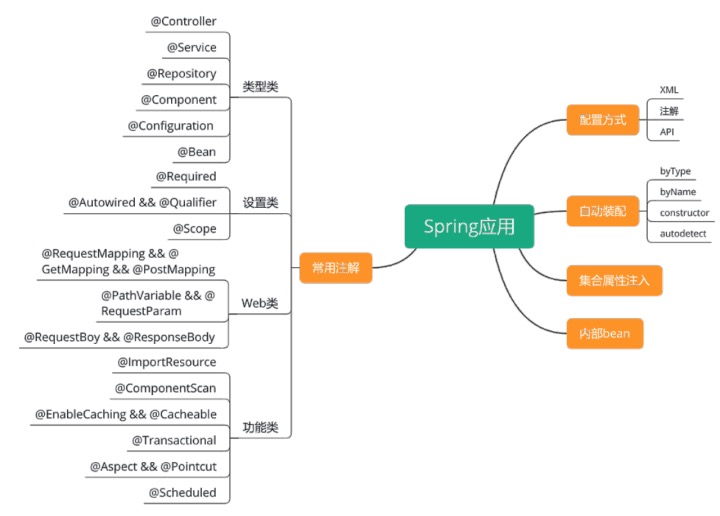 Spring应用
常用注解
类型类
@Controller
@Service
@Repository
@Component
@Configuration
@Bean
设置类
@Required
@Autowired && @Qualifier
@Scope
Web类
@RequestMapping && @
GetMapping && @PostMapping
@PathVariable && @
RequestParam
@RequestBoy && @ResponseBody
功能类
@ImportResource
@ComponentScan
@EnableCaching && @Cacheable
@Transactional
@Aspect && @Pointcut
@Scheduled
配置方式
XML
注解
API
自动装配
byType
byName
constructor
autodetect
集合属性注入
内部bean